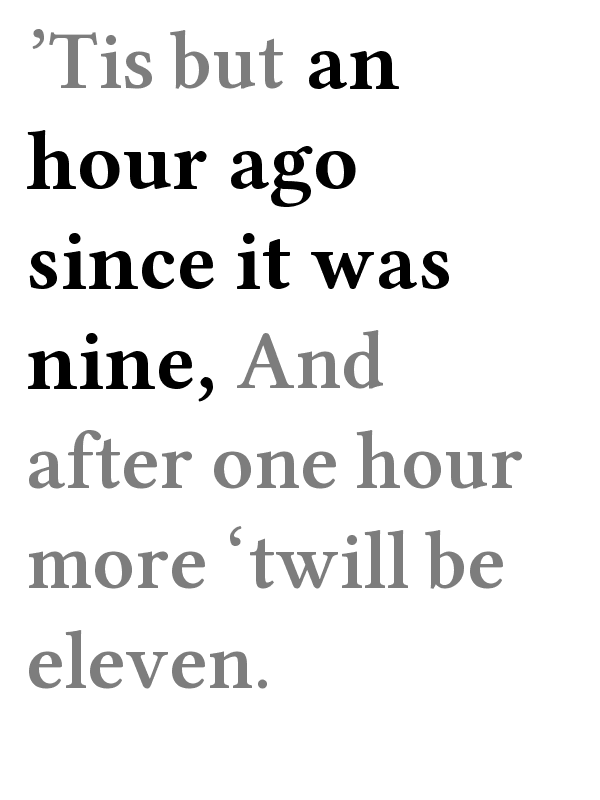 ’Tis but an
hour ago
since it was
nine, And
after one hour
more ‘twill be
eleven.